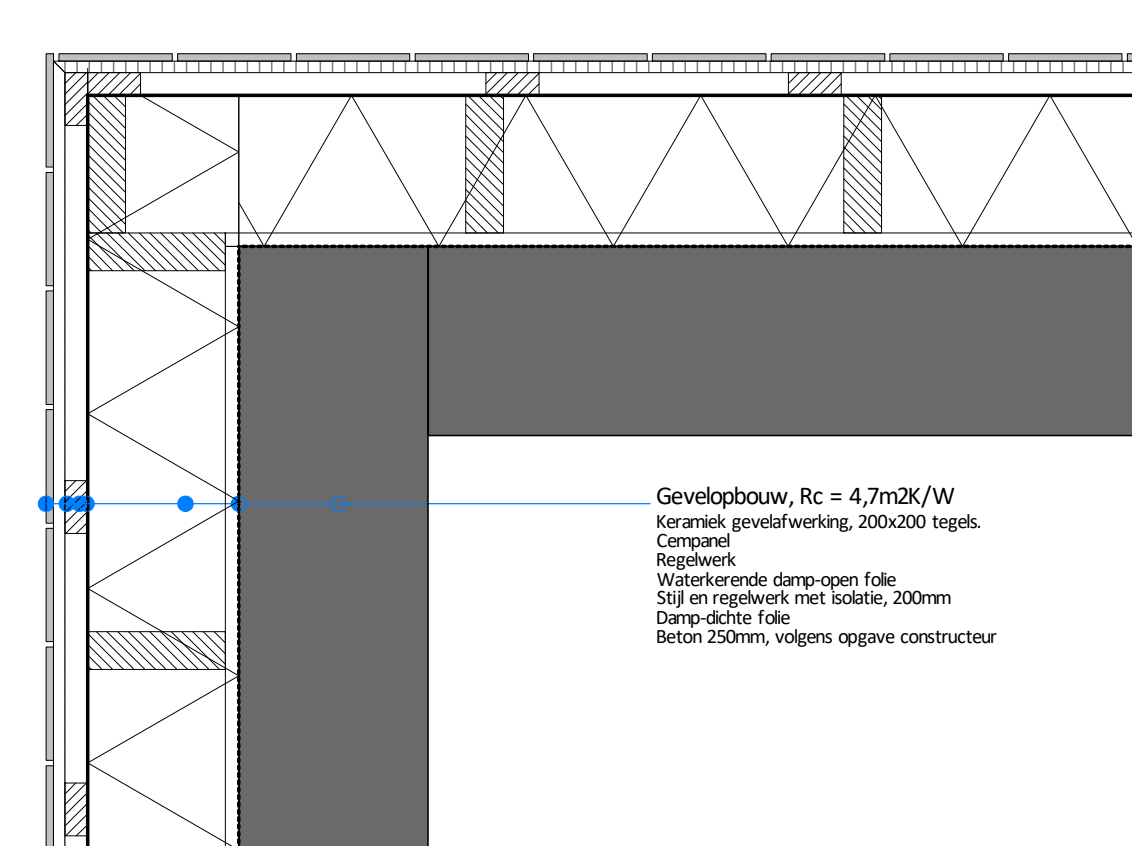 Gevelopbouw, Rc = 4,7m2K/W
Keramiek gevelafwerking, 200x200 tegels.
Cempanel
Regelwerk
Waterkerende damp-open folie
Stijl en regelwerk met isolatie, 200mm
Damp-dichte folie
Beton 250mm, volgens opgave constructeur